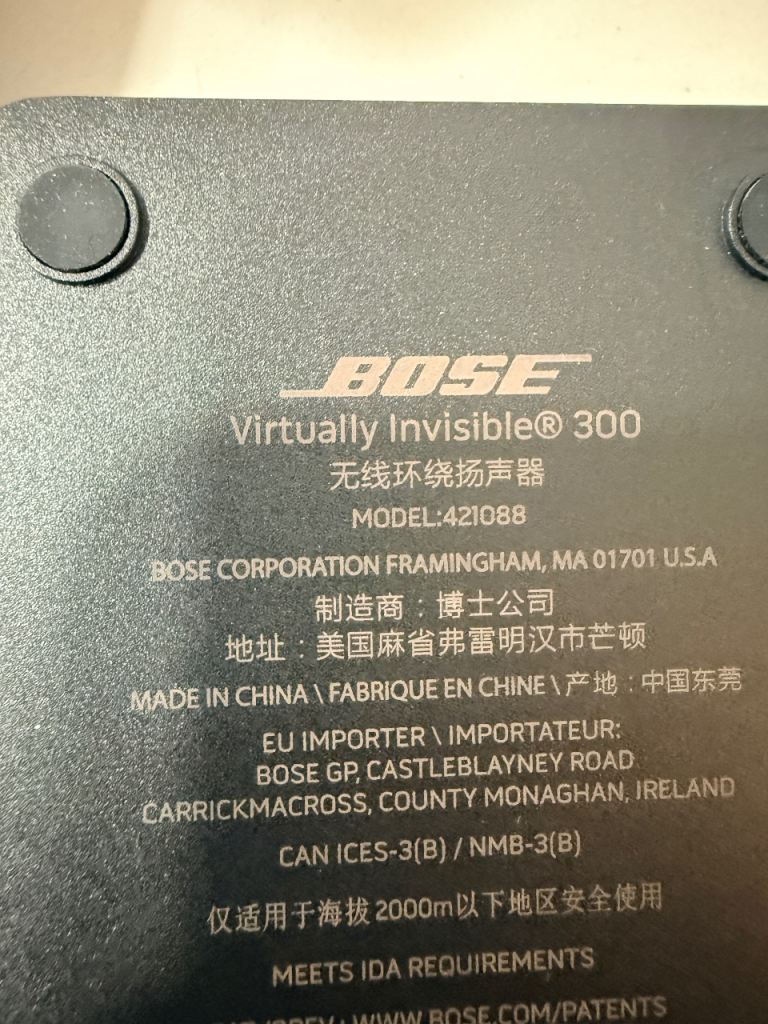 BOSE
Virtually Invisible® 300
无线环绕扬声器
MODEL:421088
BOSE CORPORATION FRAMINGHAM, MA 01701 U.S.A
制造商：博士公司
地址：美国麻省弗雷明汉市芒顿
MADE IN CHINA \ FABRIQUE EN CHINE \ 产地：中国东莞
EU IMPORTER \ IMPORTATEUR:
BOSE GP, CASTLEBLAYNEY ROAD
CARRICKMACROSS, COUNTY MONAGHAN, IRELAND
CAN ICES-3(B) / NMB-3(B)
仅适用于海拔2000m以下地区安全使用
MEETS IDA REQUIREMENTS
WWW.BOSE.COM/PATENTS